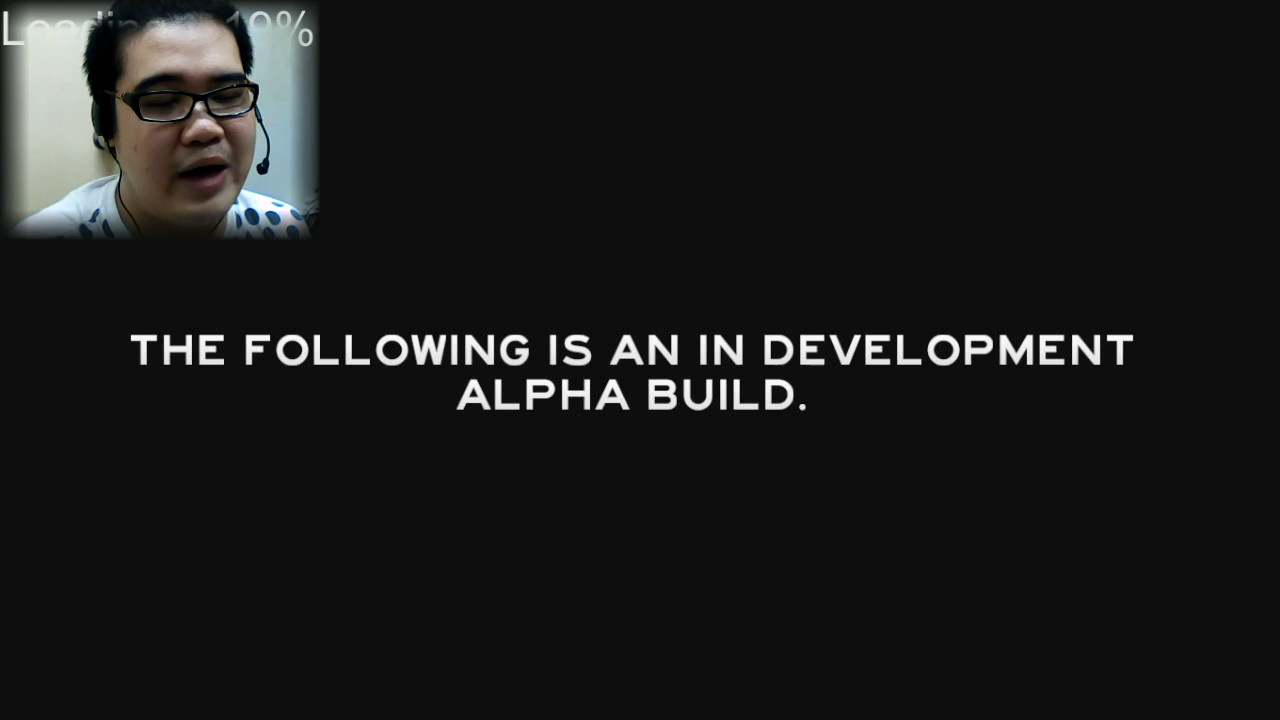 THE FOLLOWING IS AN IN DEVELOPMENT
ALPHA BUILD.